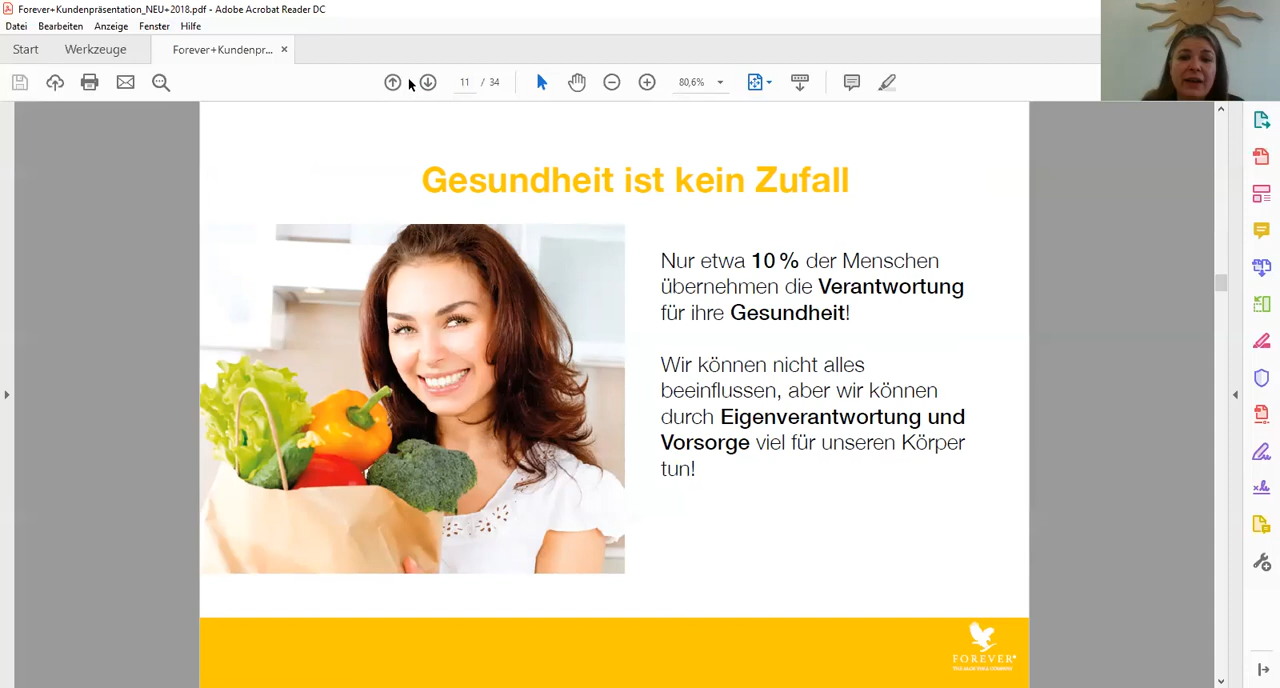 Forever+Kundenpräsentation_NEU+2018.pdf - Adobe Acrobat Reader DC
Datei Bearbeiten Anzeige Fenster Hilfe
Start Werkzeuge Forever+Kundenpr... ×
11 / 34 80,6%
Gesundheit ist kein Zufall
Nur etwa 10 % der Menschen
übernehmen die Verantwortung
für ihre Gesundheit!
Wir können nicht alles
beeinflussen, aber wir können
durch Eigenverantwortung und
Vorsorge viel für unseren Körper
tun!
FOREVER